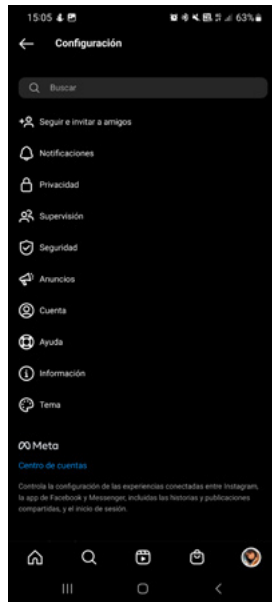 15:05
63%
Configuración
Buscar
Seguir e invitar a amigos
Notificaciones
Privacidad
Supervisión
Seguridad
Anuncios
Cuenta
Ayuda
Información
Tema
Meta
Centro de cuentas
Controla la configuración de las experiencias conectadas entre Instagram,
la app de Facebook y Messenger, incluidas las historias y publicaciones
compartidas, y el inicio de sesión.